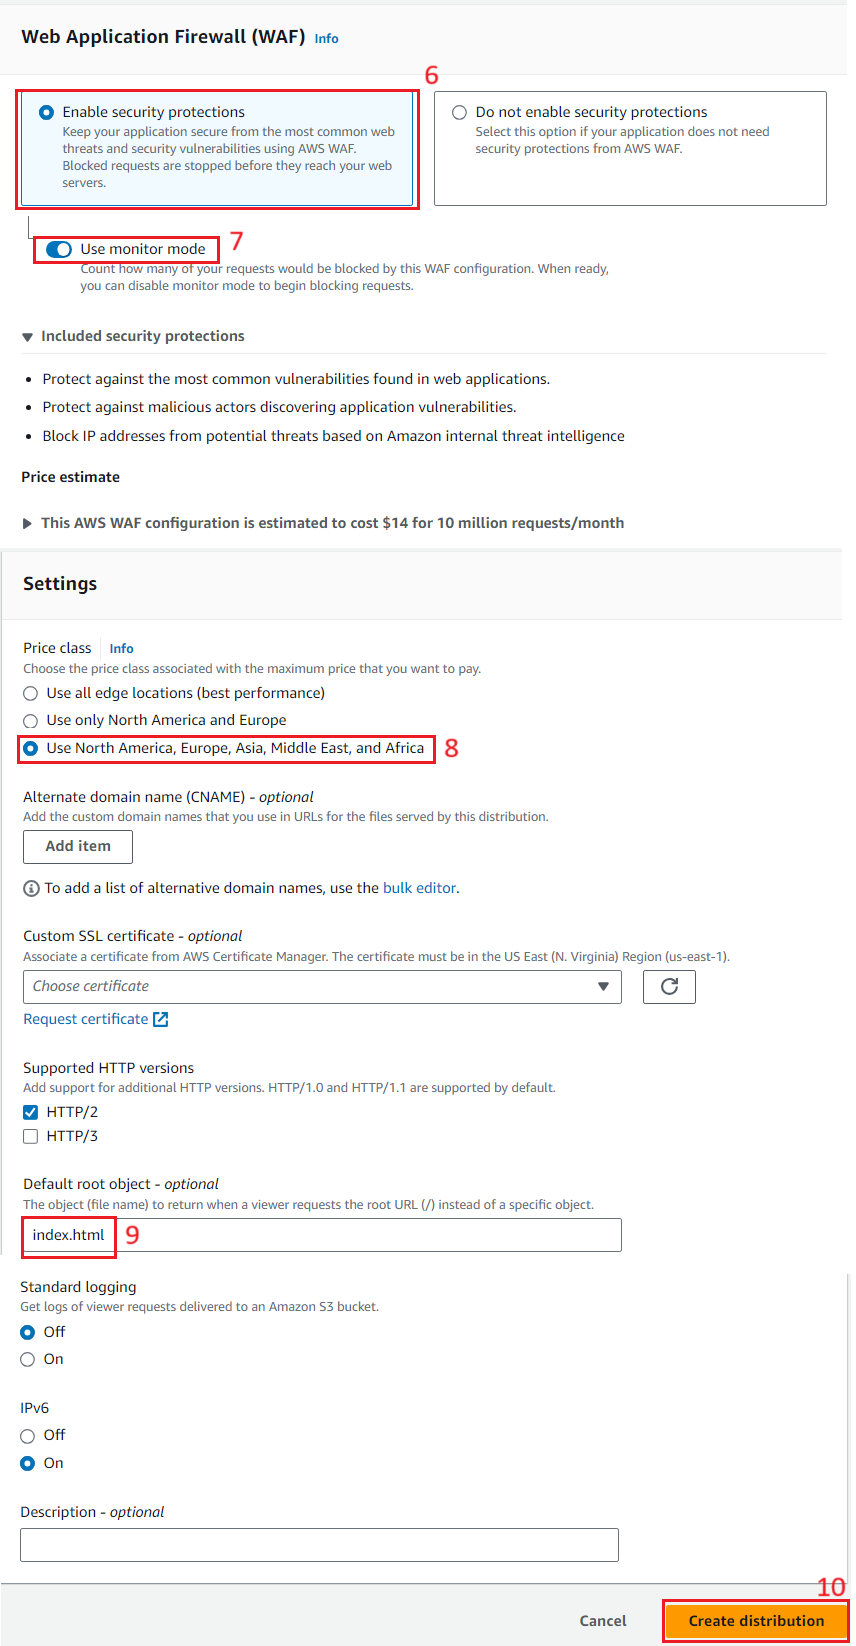 Web Application Firewall (WAF) Info
6
Enable security protections
Keep your application secure from the most common web
threats and security vulnerabilities using AWS WAF.
Blocked requests are stopped before they reach your web
servers.
Do not enable security protections
Select this option if your application does not need
security protections from AWS WAF.
Use monitor mode 7
Count how many of your requests would be blocked by this WAF configuration. When ready,
you can disable monitor mode to begin blocking requests.
Included security protections
• Protect against the most common vulnerabilities found in web applications.
• Protect against malicious actors discovering application vulnerabilities.
• Block IP addresses from potential threats based on Amazon internal threat intelligence
Price estimate
This AWS WAF configuration is estimated to cost $14 for 10 million requests/month
Settings
Price class Info
Choose the price class associated with the maximum price that you want to pay.
Use all edge locations (best performance)
Use only North America and Europe
Use North America, Europe, Asia, Middle East, and Africa 8
Alternate domain name (CNAME) - optional
Add the custom domain names that you use in URLs for the files served by this distribution.
Add item
To add a list of alternative domain names, use the bulk editor.
Custom SSL certificate - optional
Associate a certificate from AWS Certificate Manager. The certificate must be in the US East (N. Virginia) Region (us-east-1).
Choose certificate
Request certificate
Supported HTTP versions
Add support for additional HTTP versions. HTTP/1.0 and HTTP/1.1 are supported by default.
HTTP/2
HTTP/3
Default root object - optional
The object (file name) to return when a viewer requests the root URL (/) instead of a specific object.
index.html 9
Standard logging
Get logs of viewer requests delivered to an Amazon S3 bucket.
Off
On
IPv6
Off
On
Description - optional
10
Cancel Create distribution